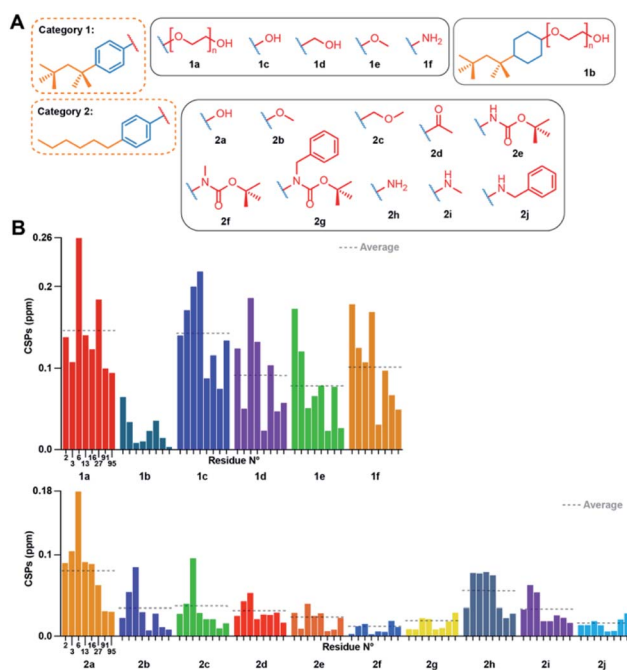 A
Category 1:
Category 2:
O
n
OH
1a
OH
1c
OH
1d
O
1e
NH2
1f
O
n
OH
1b
OH
2a
O
2b
O
2c
O
2d
H
N
O
O
2e
N
O
O
2f
N
O
O
2g
NH2
2h
H
N
2i
H
N
2j
B
Average
CSPs (ppm)
0.26
0.2
0.1
0.0
2 3 6 13 16 27 91 95
Residue Nº
1a 1b 1c 1d 1e 1f
Average
CSPs (ppm)
0.18
0.1
0.0
2 3 6 13 16 27 91 95
Residue Nº
2a 2b 2c 2d 2e 2f 2g 2h 2i 2j